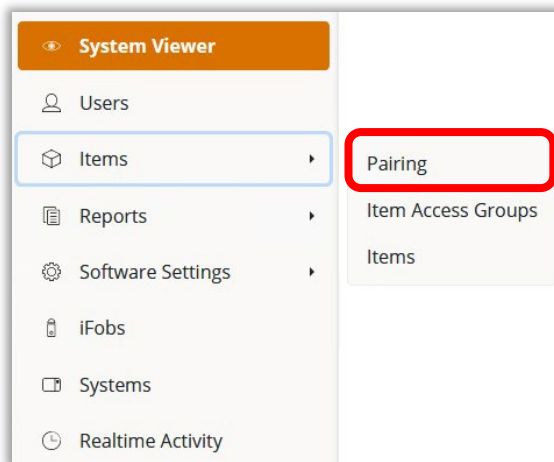 System Viewer
Users
Items
Reports
Software Settings
iFobs
Systems
Realtime Activity
Pairing
Item Access Groups
Items